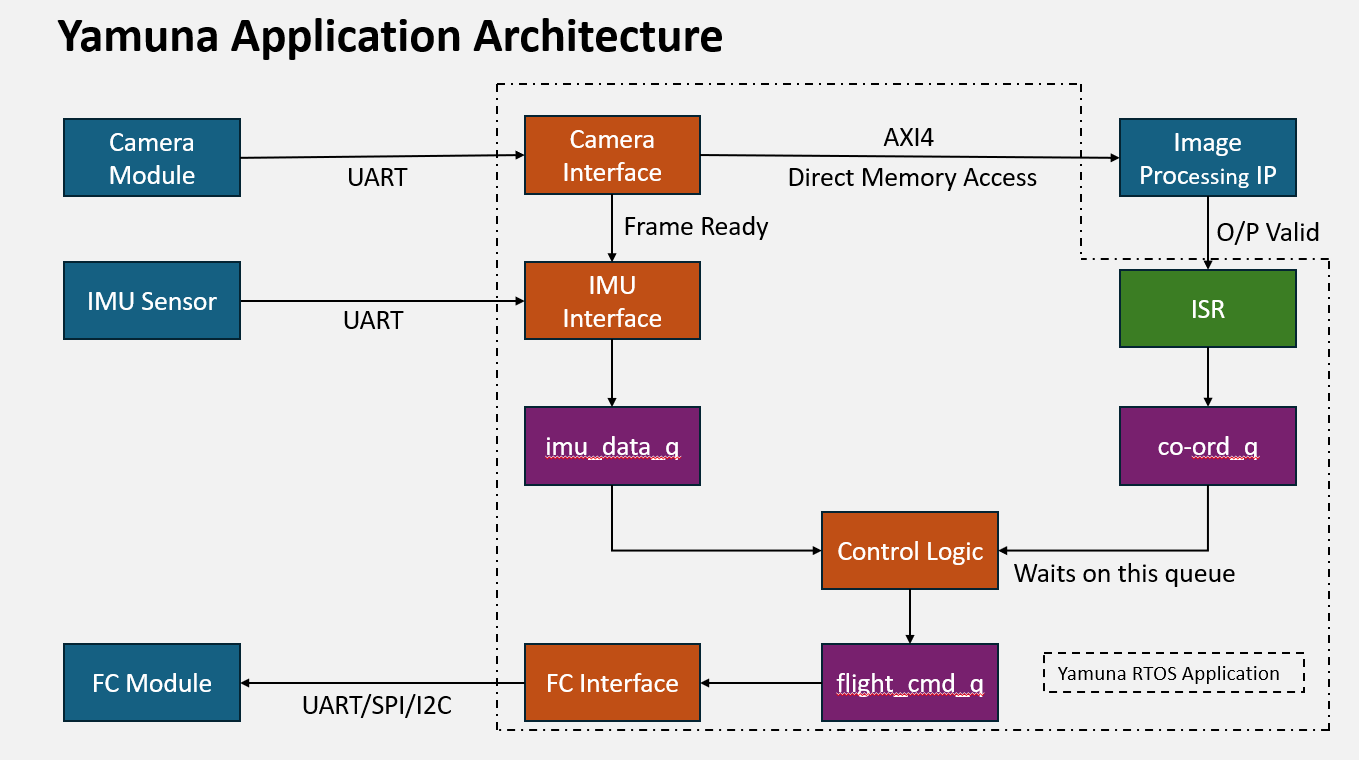 Yamuna Application Architecture
Camera
Module
UART
Camera
Interface
AXI4
Direct Memory Access
Image
Processing IP
Frame Ready
O/P Valid
IMU Sensor
UART
IMU
Interface
ISR
imu_data_q
co-ord_q
Control Logic
Waits on this queue
FC Module
UART/SPI/I2C
FC Interface
flight_cmd_q
Yamuna RTOS Application